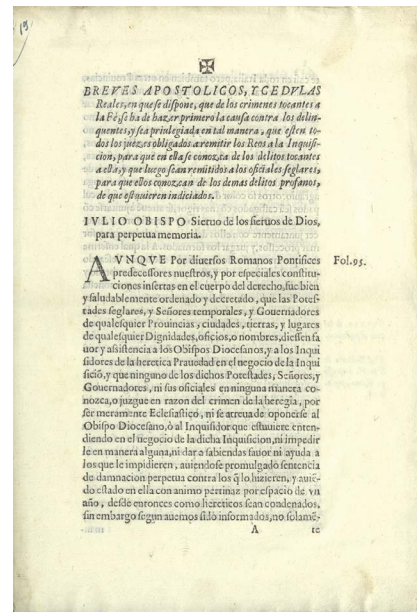 19.
BREVES APOSTOLICOS, Y CEDVLAS
Reales, en que se dispone, que de los crimenes tocantes a
la Fè, se ha de hazer primero la causa contra los delin-
quentes, y sea priuilegiada en tal manera, que esten to-
dos los juezes obligados a remitir los Reos a la Inquisi-
cion, para que en ella se conozca de los delitos tocantes
a ella, y que luego sean remitidos a los oficiales seglares,
para que ellos conozcan de los demas delitos profanos,
de que estuuieren indiciados.
IVLIO OBISPO Sieruo de los sieruos de Dios,
para perpetua memoria.
AVNQVE Por diuersos Romanos Pontifices
Fol.95.
predecessores nuestros, y por especiales constitu-
ciones insertas en el cuerpo del derecho, fue bien
y saludablemente ordenado y decretado, que las Potes-
tades seglares, y Señores temporales, y Gouernadores
de qualesquier Prouincias, ciudades, tierras, y lugares
de qualesquier Dignidades, oficios, o nombres, diessen fa
uor y assistencia a los Obispos Diocesanos, y a los Inqui
sidores de la heretica Prauedad en el negocio de la Inqui
siciõ, y que ninguno de los dichos Potestades, Señores, y
Gouernadores, ni sus oficiales en ninguna manera co-
nozca, o juzgue en razon del crimen de la heregia, por
ser meramente Eclesiastico, ni se atreua de oponerse al
Obispo Diocesano, ò al Inquisidor que estuuiere enten-
diendo en el negocio de la dicha Inquisicion, ni impedir
le en manera alguna, ni dar a sabiendas fauor ni ayuda a
los que le impidieren, auiendose promulgado sentencia
de damnacion perpetua contra los q̃ lo hizieren, y auiẽ-
do estado en ella con animo pertinaz por espacio de vn
año, desde entonces como hereticos sean condenados,
sin embargo segun auemos sido informados, no solamẽ-
A
te